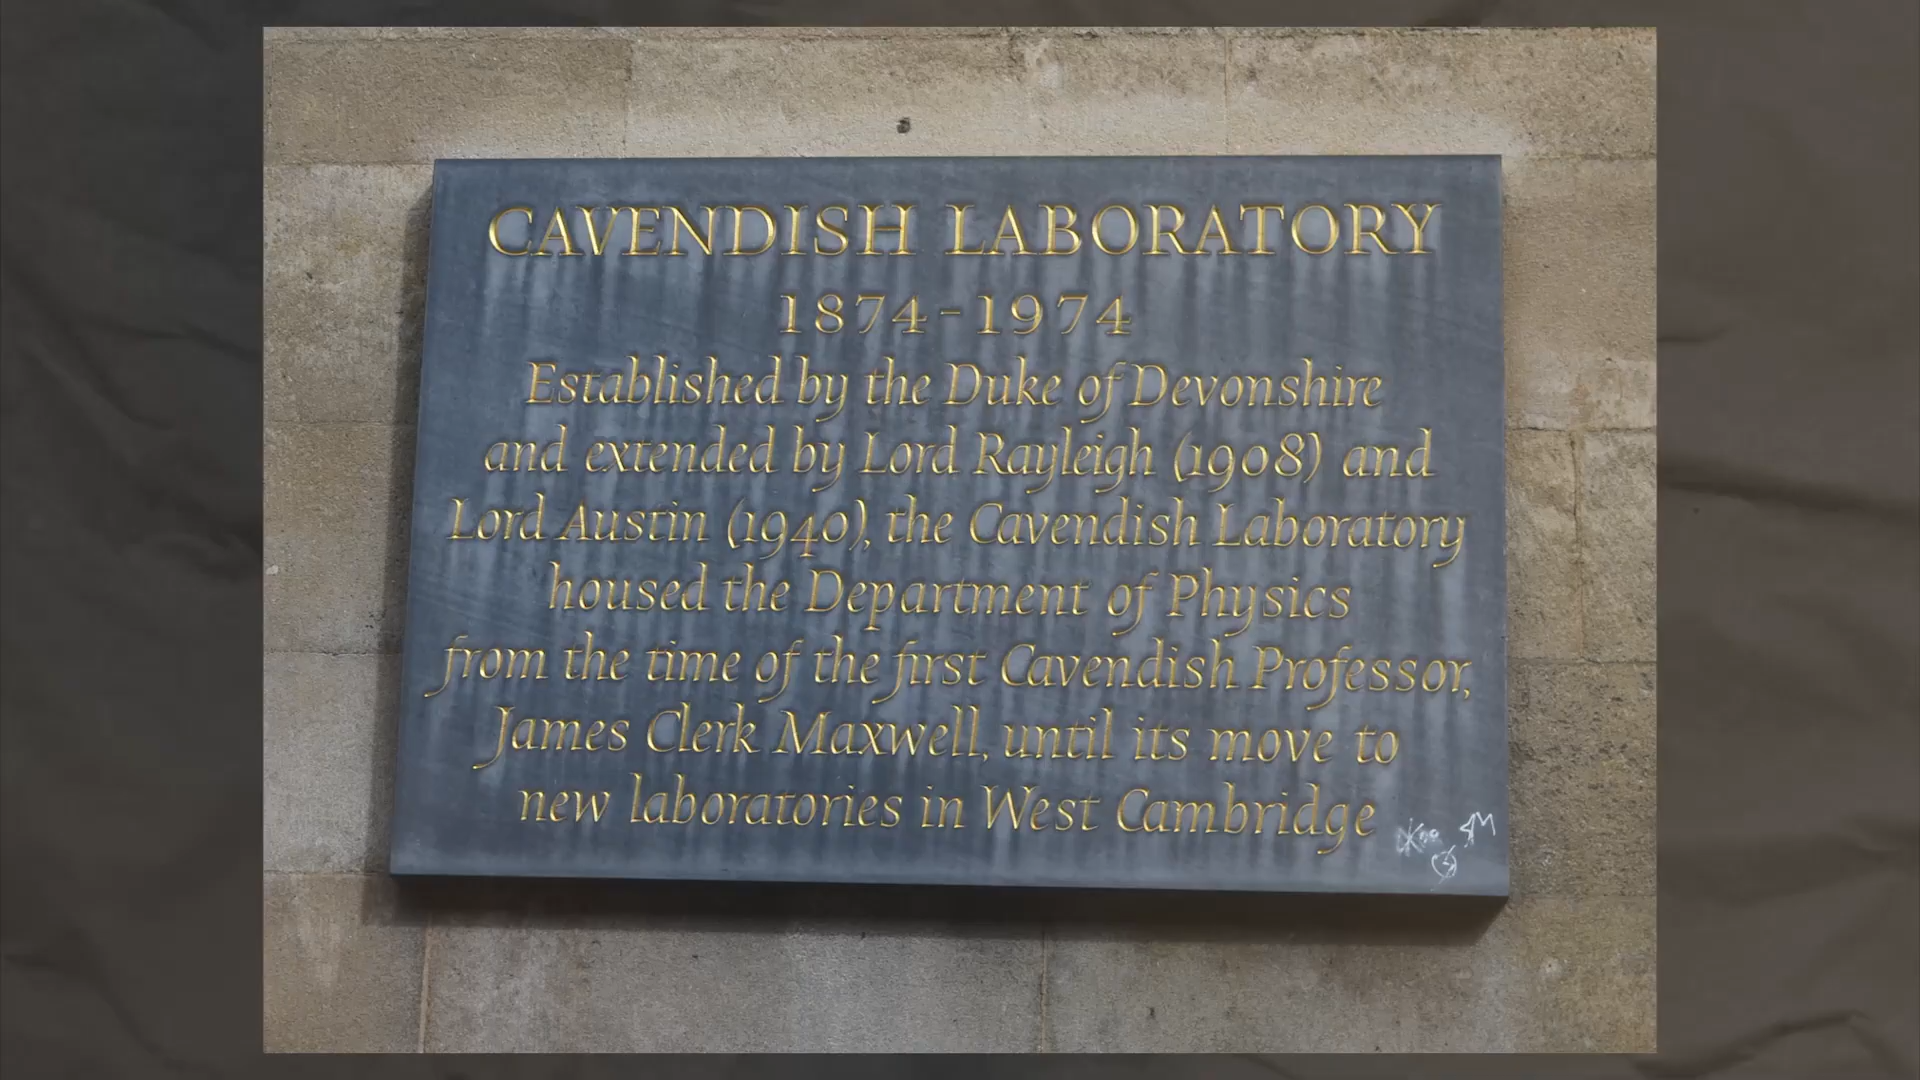 CAVENDISH LABORATORY
1874-1974
Established by the Duke of Devonshire
and extended by Lord Rayleigh (1908) and
Lord Austin (1940), the Cavendish Laboratory
housed the Department of Physics
from the time of the first Cavendish Professor,
James Clerk Maxwell, until its move to
new laboratories in West Cambridge
SM